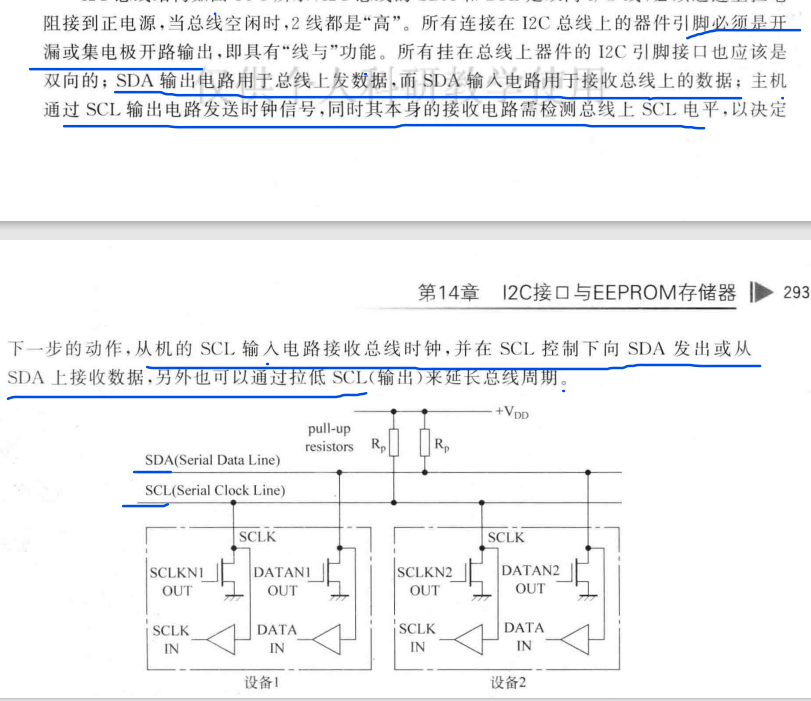 阻接到正电源，当总线空闲时，2 线都是“高”。所有连接在 I2C 总线上的器件引脚必须是开
漏或集电极开路输出，即具有“线与”功能。所有挂在总线上器件的 I2C 引脚接口也应该是
双向的；SDA 输出电路用于总线上发数据，而 SDA 输入电路用于接收总线上的数据；主机
通过 SCL 输出电路发送时钟信号，同时其本身的接收电路需检测总线上 SCL 电平，以决定
第14章 I2C接口与EEPROM存储器 293
下一步的动作，从机的 SCL 输入电路接收总线时钟，并在 SCL 控制下向 SDA 发出或从
SDA 上接收数据，另外也可以通过拉低 SCL(输出)来延长总线周期。
+VDD
pull-up
resistors
Rp
Rp
SDA(Serial Data Line)
SCL(Serial Clock Line)
SCLK
SCLKN1
OUT
DATAN1
OUT
SCLK
IN
DATA
IN
设备1
SCLK
SCLKN2
OUT
DATAN2
OUT
SCLK
IN
DATA
IN
设备2